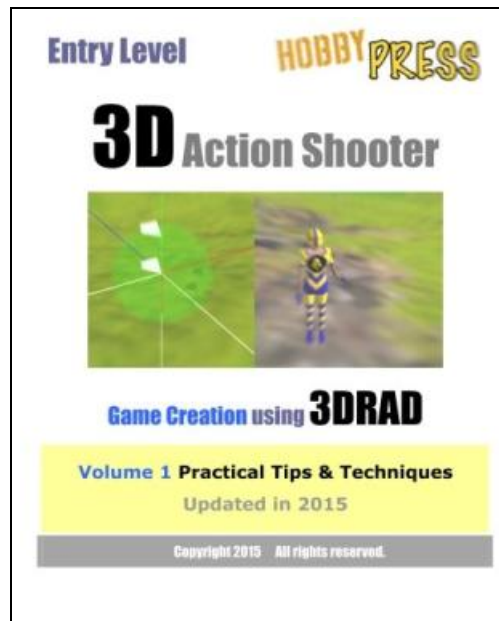 Entry Level
HOBBY PRESS
3D Action Shooter
Game Creation using 3DRAD
Volume 1 Practical Tips & Techniques
Updated in 2015
Copyright 2015 All rights reserved.